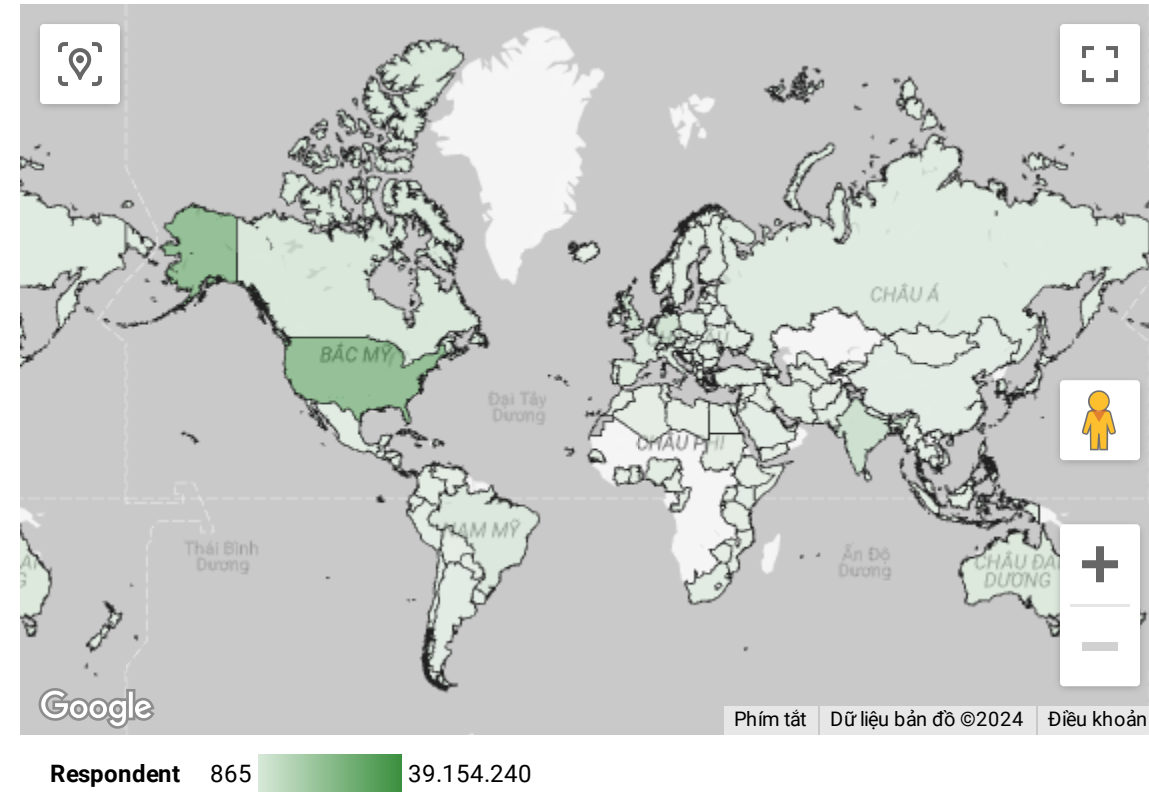 CHÂU Á
BẮC MỸ
Đại Tây
Dương
CHÂU PHI
NAM MỸ
Thái Bình
Dương
Ấn Độ
Dương
CHÂU ĐẠI
DƯƠNG
Google
Phím tắt
Dữ liệu bản đồ ©2024
Điều khoản
Respondent 865 39.154.240